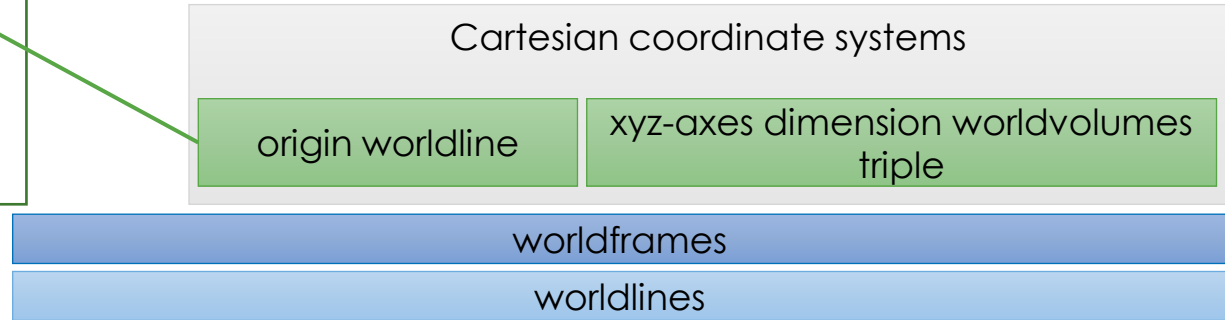 Cartesian coordinate systems
origin worldline
xyz-axes dimension worldvolumes
triple
worldframes
worldlines